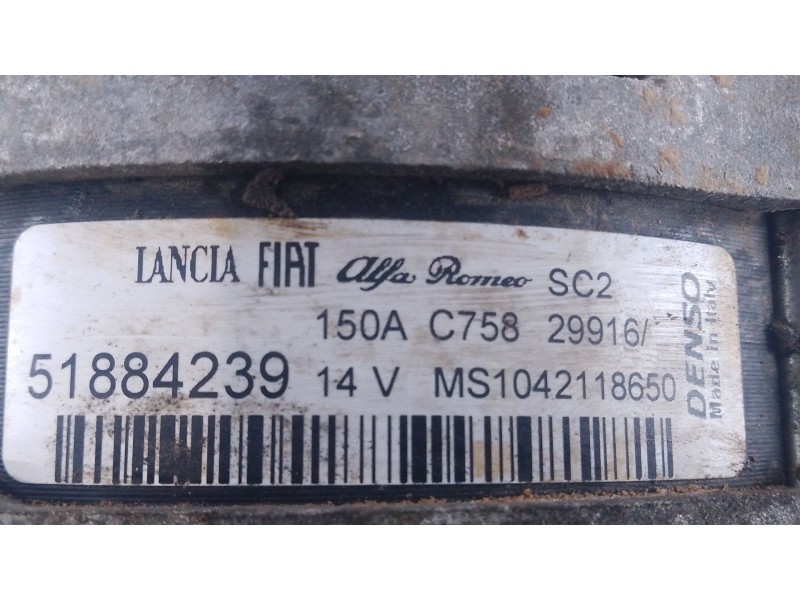 LANCIA FIAT Alfa Romeo SC2
150A C758 29916/
51884239 14 V MS1042118650
DENSO
Made in Italy